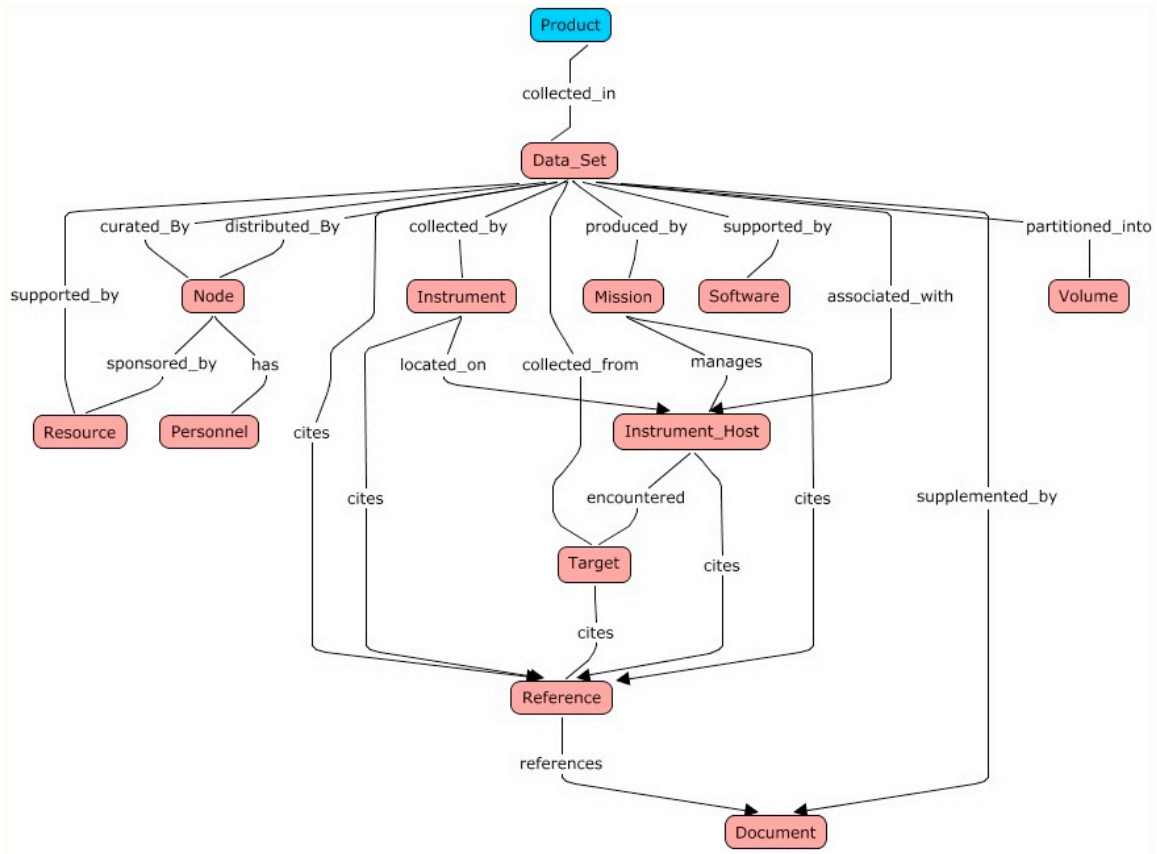 Product
collected_in
Data_Set
curated_By
distributed_By
collected_by
produced_by
supported_by
partitioned_into
supported_by
Node
Instrument
Mission
Software
associated_with
Volume
sponsored_by
has
located_on
collected_from
manages
Resource
Personnel
cites
Instrument_Host
cites
encountered
cites
supplemented_by
Target
cites
cites
Reference
references
Document